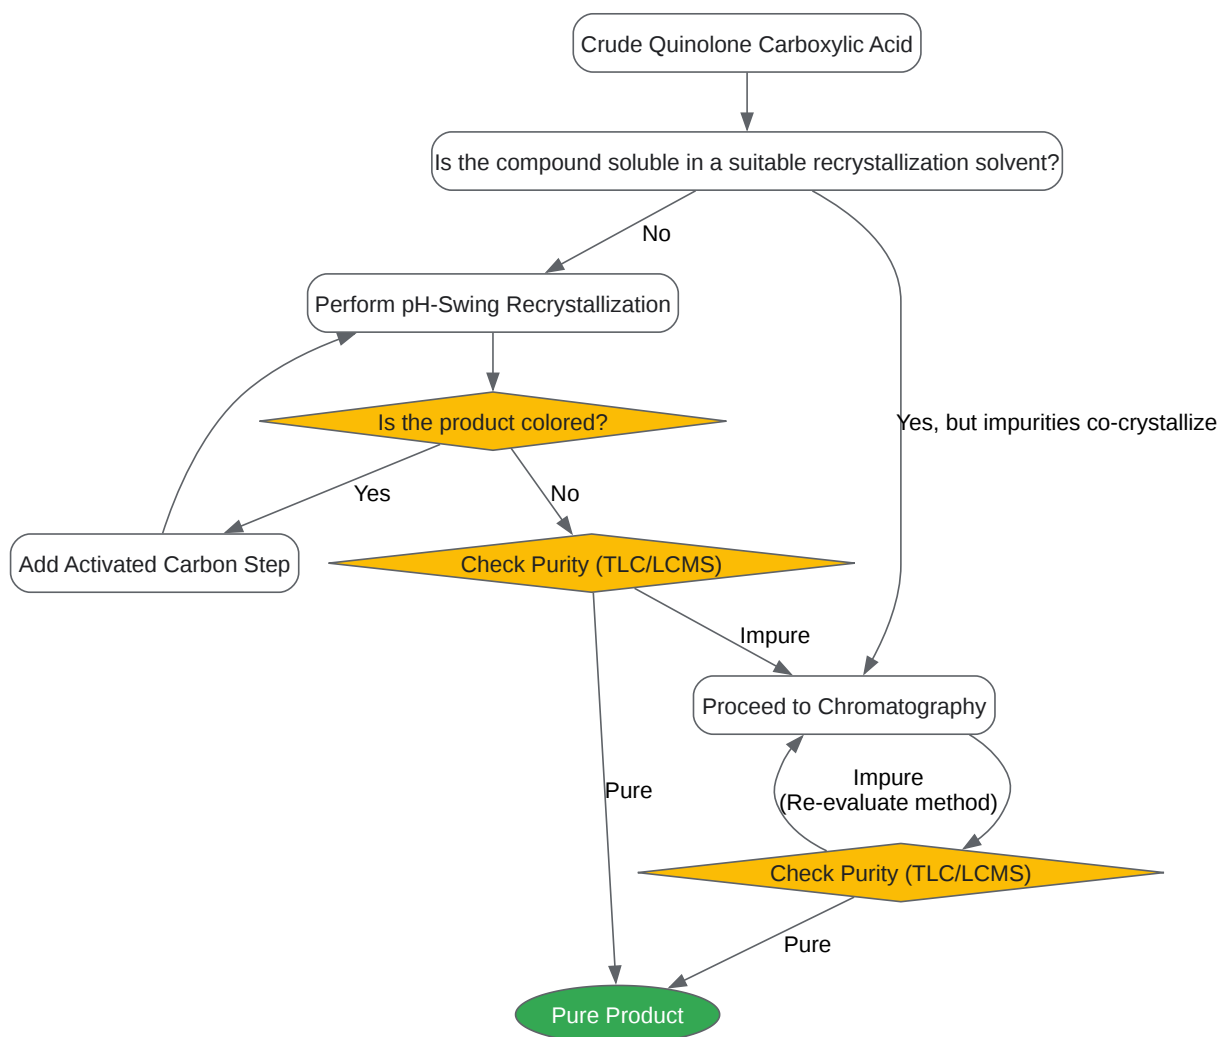 Crude Quinolone Carboxylic Acid
Is the compound soluble in a suitable recrystallization solvent?
No
Perform pH-Swing Recrystallization
Is the product colored?
Yes, but impurities co-crystallize
Yes
No
Add Activated Carbon Step
Check Purity (TLC/LCMS)
Impure
Proceed to Chromatography
Pure
Impure
(Re-evaluate method)
Check Purity (TLC/LCMS)
Pure
Pure Product